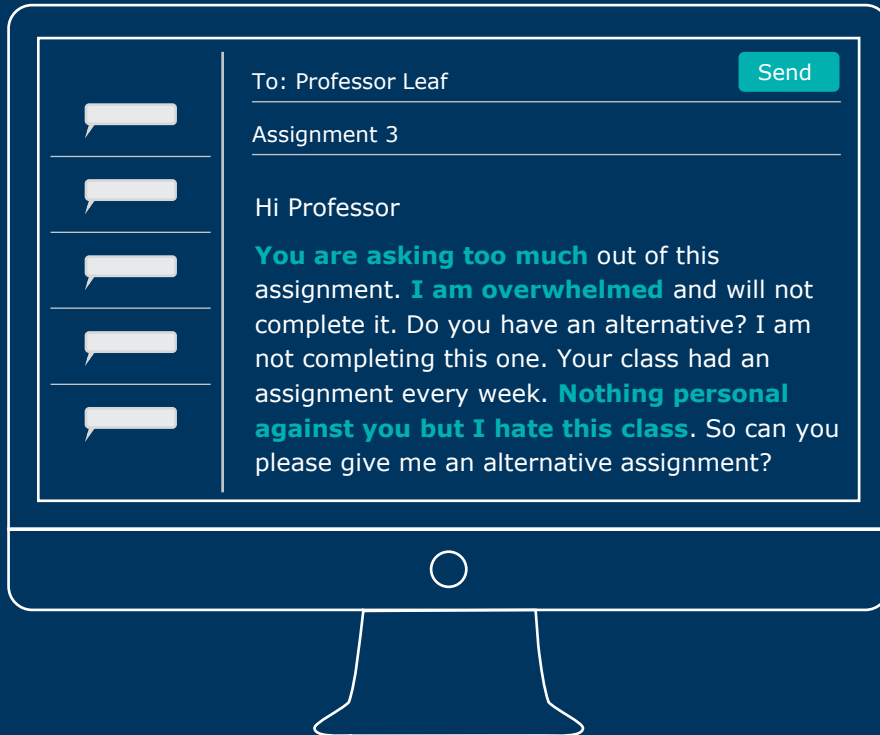 To: Professor Leaf
Send
Assignment 3
Hi Professor
You are asking too much out of this
assignment. I am overwhelmed and will not
complete it. Do you have an alternative? I am
not completing this one. Your class had an
assignment every week. Nothing personal
against you but I hate this class. So can you
please give me an alternative assignment?